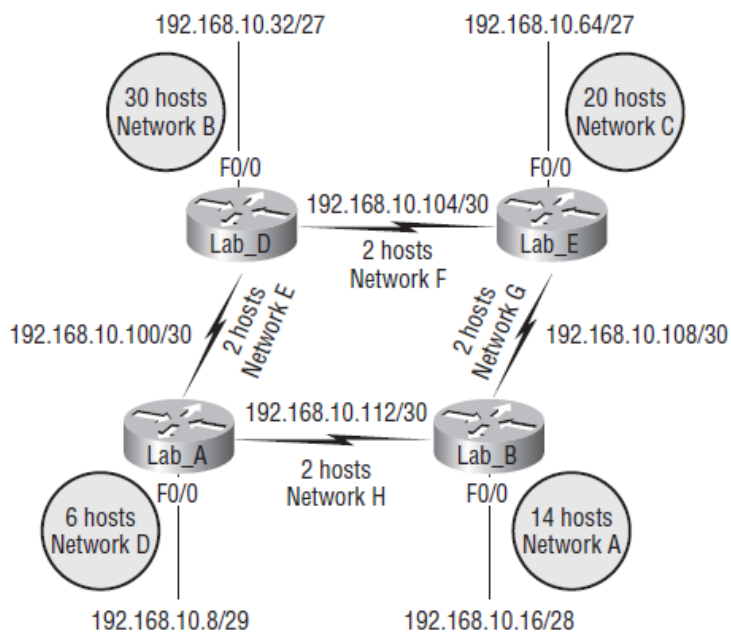 192.168.10.32/27
192.168.10.64/27
30 hosts
Network B
20 hosts
Network C
F0/0
F0/0
192.168.10.104/30
Lab_D
Lab_E
2 hosts
Network F
192.168.10.100/30
2 hosts
Network E
2 hosts
Network G
192.168.10.108/30
192.168.10.112/30
Lab_A
Lab_B
2 hosts
Network H
F0/0
F0/0
6 hosts
Network D
14 hosts
Network A
192.168.10.8/29
192.168.10.16/28